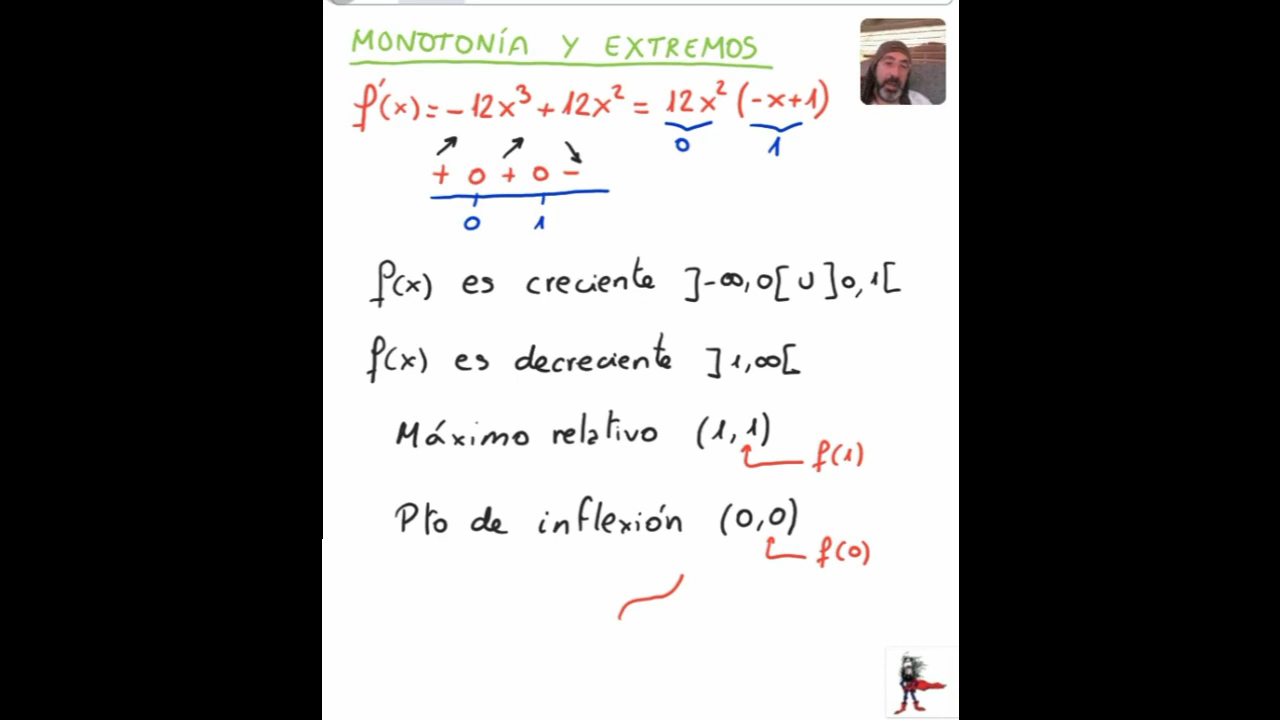 MONOTONÍA Y EXTREMOS
f'(x) = -12x³ + 12x² = 12x² (-x+1)
0 1
+ 0 + 0 -
0 1
f(x) es creciente ]-∞,0[ U ]0,1[
f(x) es decreciente ]1,∞[
Máximo relativo (1,1)
f(1)
Pto de inflexión (0,0)
f(0)